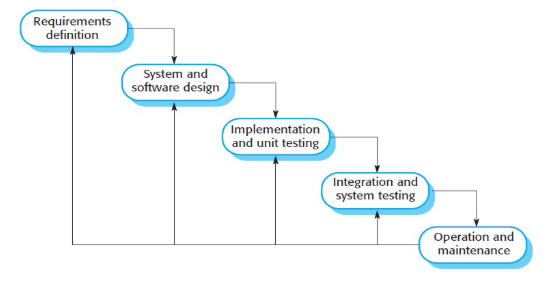 Requirements
definition
System and
software design
Implementation
and unit testing
Integration and
system testing
Operation and
maintenance